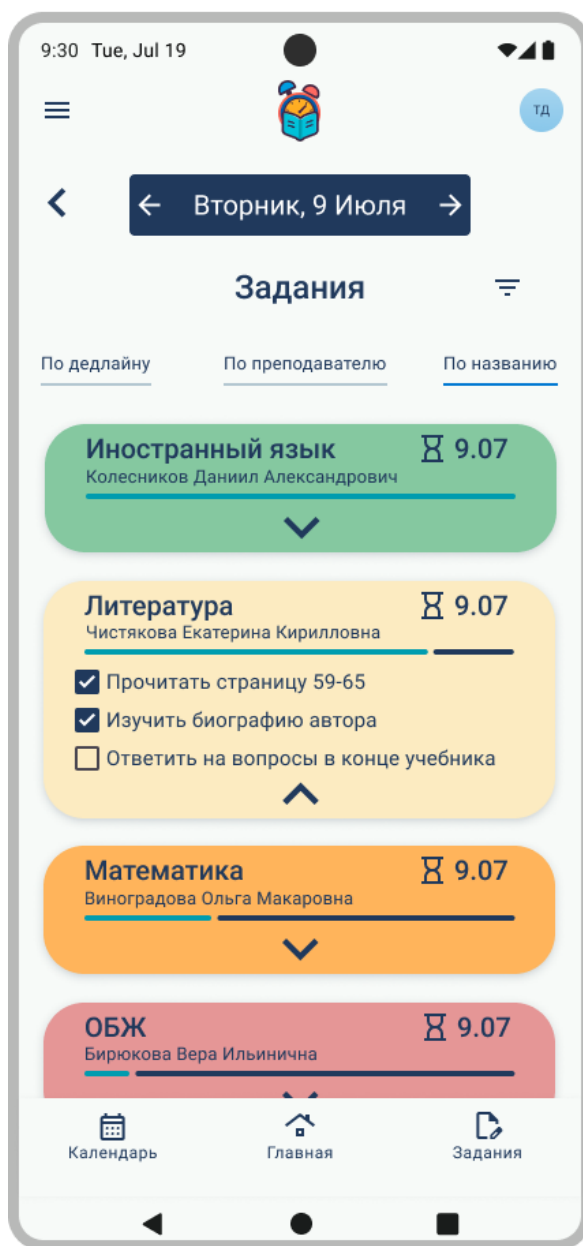 9:30 Tue, Jul 19
ТД
Вторник, 9 Июля
Задания
По дедлайну По преподавателю По названию
Иностранный язык 9.07
Колесников Даниил Александрович
Литература 9.07
Чистякова Екатерина Кирилловна
Прочитать страницу 59-65
Изучить биографию автора
Ответить на вопросы в конце учебника
Математика 9.07
Виноградова Ольга Макаровна
ОБЖ 9.07
Бирюкова Вера Ильинична
Календарь Главная Задания